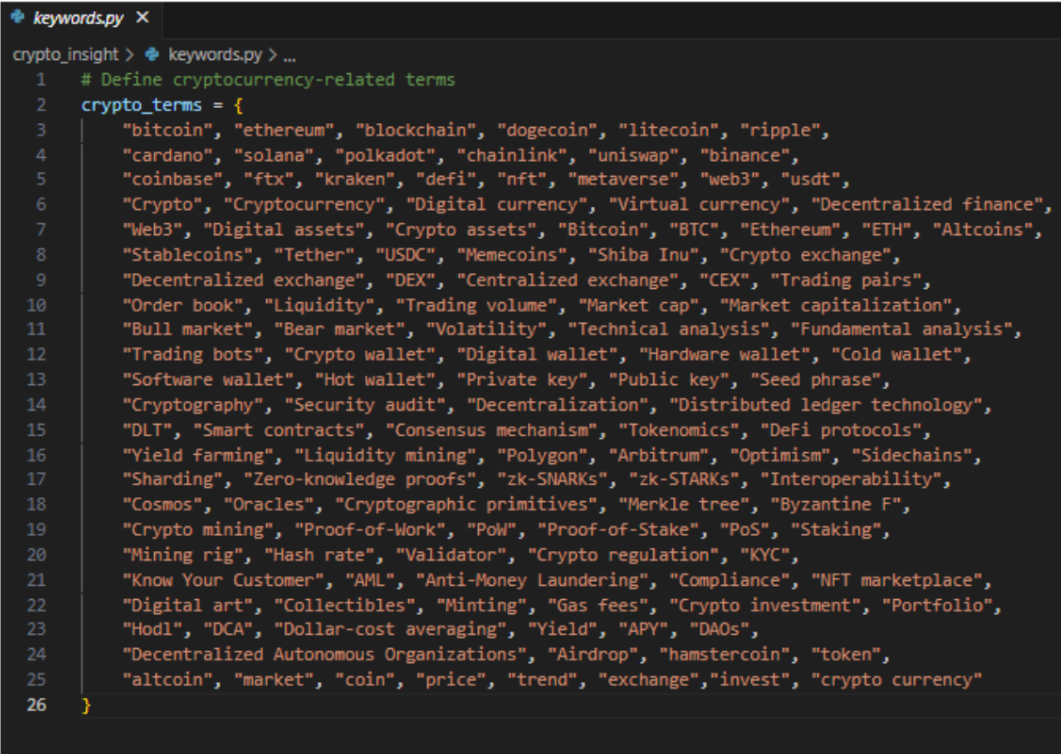 keywords.py ×
crypto_insight > keywords.py > ...
1 # Define cryptocurrency-related terms
2 crypto_terms = {
3 "bitcoin", "ethereum", "blockchain", "dogecoin", "litecoin", "ripple",
4 "cardano", "solana", "polkadot", "chainlink", "uniswap", "binance",
5 "coinbase", "ftx", "kraken", "defi", "nft", "metaverse", "web3", "usdt",
6 "Crypto", "Cryptocurrency", "Digital currency", "Virtual currency", "Decentralized finance",
7 "Web3", "Digital assets", "Crypto assets", "Bitcoin", "BTC", "Ethereum", "ETH", "Altcoins",
8 "Stablecoins", "Tether", "USDC", "Memecoins", "Shiba Inu", "Crypto exchange",
9 "Decentralized exchange", "DEX", "Centralized exchange", "CEX", "Trading pairs",
10 "Order book", "Liquidity", "Trading volume", "Market cap", "Market capitalization",
11 "Bull market", "Bear market", "Volatility", "Technical analysis", "Fundamental analysis",
12 "Trading bots", "Crypto wallet", "Digital wallet", "Hardware wallet", "Cold wallet",
13 "Software wallet", "Hot wallet", "Private key", "Public key", "Seed phrase",
14 "Cryptography", "Security audit", "Decentralization", "Distributed ledger technology",
15 "DLT", "Smart contracts", "Consensus mechanism", "Tokenomics", "DeFi protocols",
16 "Yield farming", "Liquidity mining", "Polygon", "Arbitrum", "Optimism", "Sidechains",
17 "Sharding", "Zero-knowledge proofs", "zk-SNARKs", "zk-STARKs", "Interoperability",
18 "Cosmos", "Oracles", "Cryptographic primitives", "Merkle tree", "Byzantine F",
19 "Crypto mining", "Proof-of-Work", "PoW", "Proof-of-Stake", "PoS", "Staking",
20 "Mining rig", "Hash rate", "Validator", "Crypto regulation", "KYC",
21 "Know Your Customer", "AML", "Anti-Money Laundering", "Compliance", "NFT marketplace",
22 "Digital art", "Collectibles", "Minting", "Gas fees", "Crypto investment", "Portfolio",
23 "Hodl", "DCA", "Dollar-cost averaging", "Yield", "APY", "DAOs",
24 "Decentralized Autonomous Organizations", "Airdrop", "hamstercoin", "token",
25 "altcoin", "market", "coin", "price", "trend", "exchange","invest", "crypto currency"
26 }